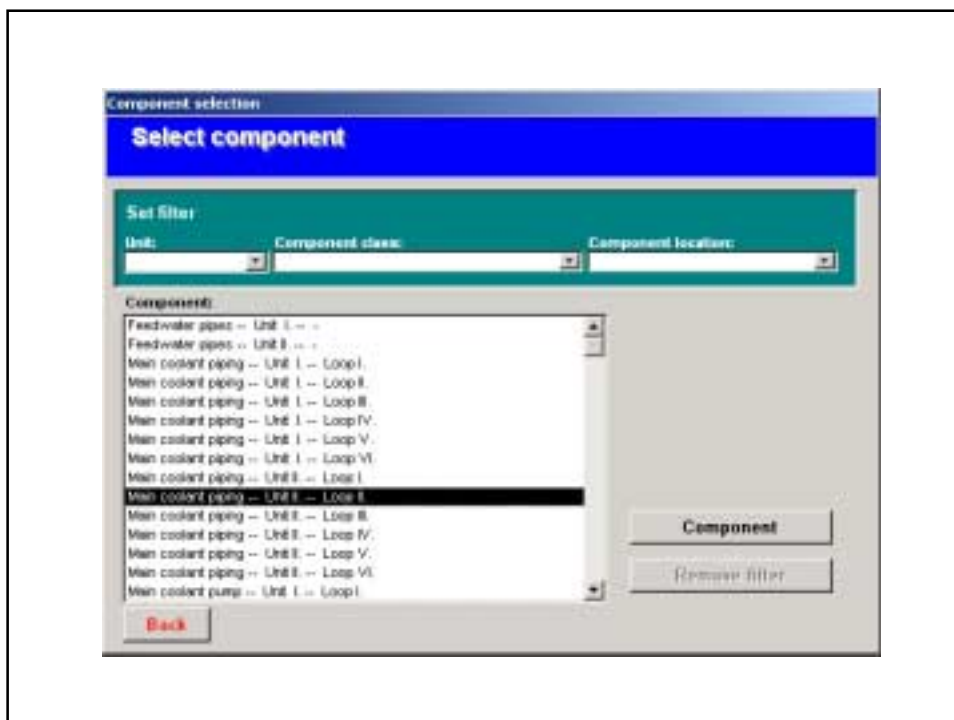 Component selection
Select component
Set filter
Unit: Component class: Component location:
Component:
Feedwater pipes -- Unit I. -- -
Feedwater pipes -- Unit II. -- -
Main coolant piping -- Unit I. -- Loop I.
Main coolant piping -- Unit I. -- Loop II.
Main coolant piping -- Unit I. -- Loop III.
Main coolant piping -- Unit I. -- Loop IV.
Main coolant piping -- Unit I. -- Loop V.
Main coolant piping -- Unit I. -- Loop VI.
Main coolant piping -- Unit II. -- Loop I.
Main coolant piping -- Unit II. -- Loop II.
Main coolant piping -- Unit II. -- Loop III.
Main coolant piping -- Unit II. -- Loop IV.
Main coolant piping -- Unit II. -- Loop V.
Main coolant piping -- Unit II. -- Loop VI.
Main coolant pump -- Unit I. -- Loop I.
Component
Remove filter
Back